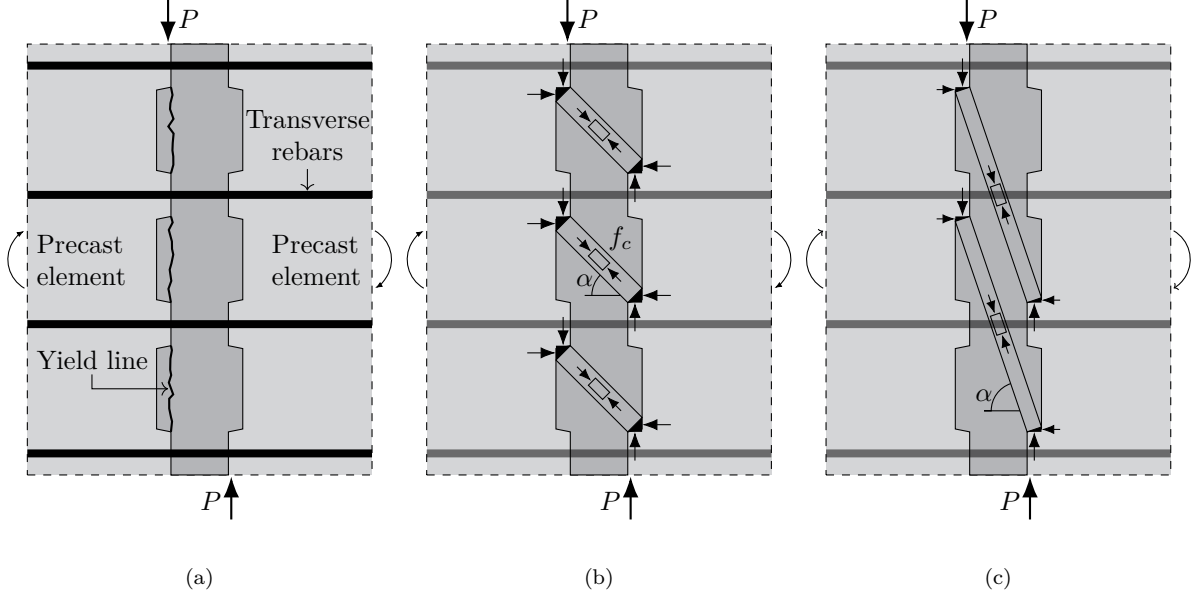 P
P
P
Transverse
rebars
Precast
element
Precast
element
f_c
α
Yield line
α
P
P
P
(a)
(b)
(c)